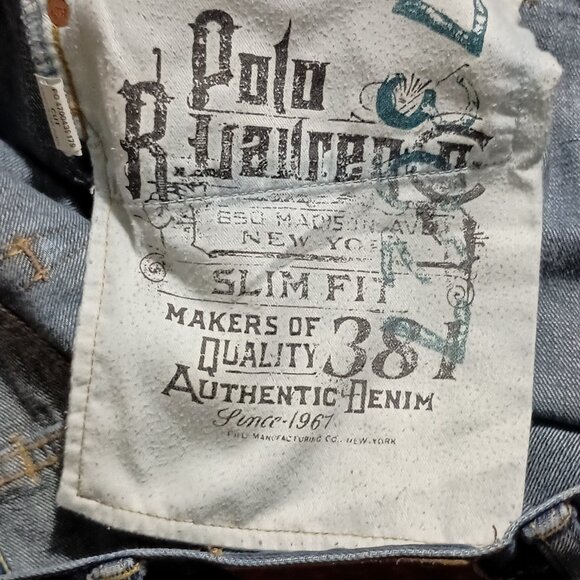 Polo
R. Lauren
650 MADISON AVE
NEW YORK
SLIM FIT
MAKERS OF
QUALITY 381
AUTHENTIC DENIM
Since 1967
POLO MANUFACTURING CO., NEW-YORK